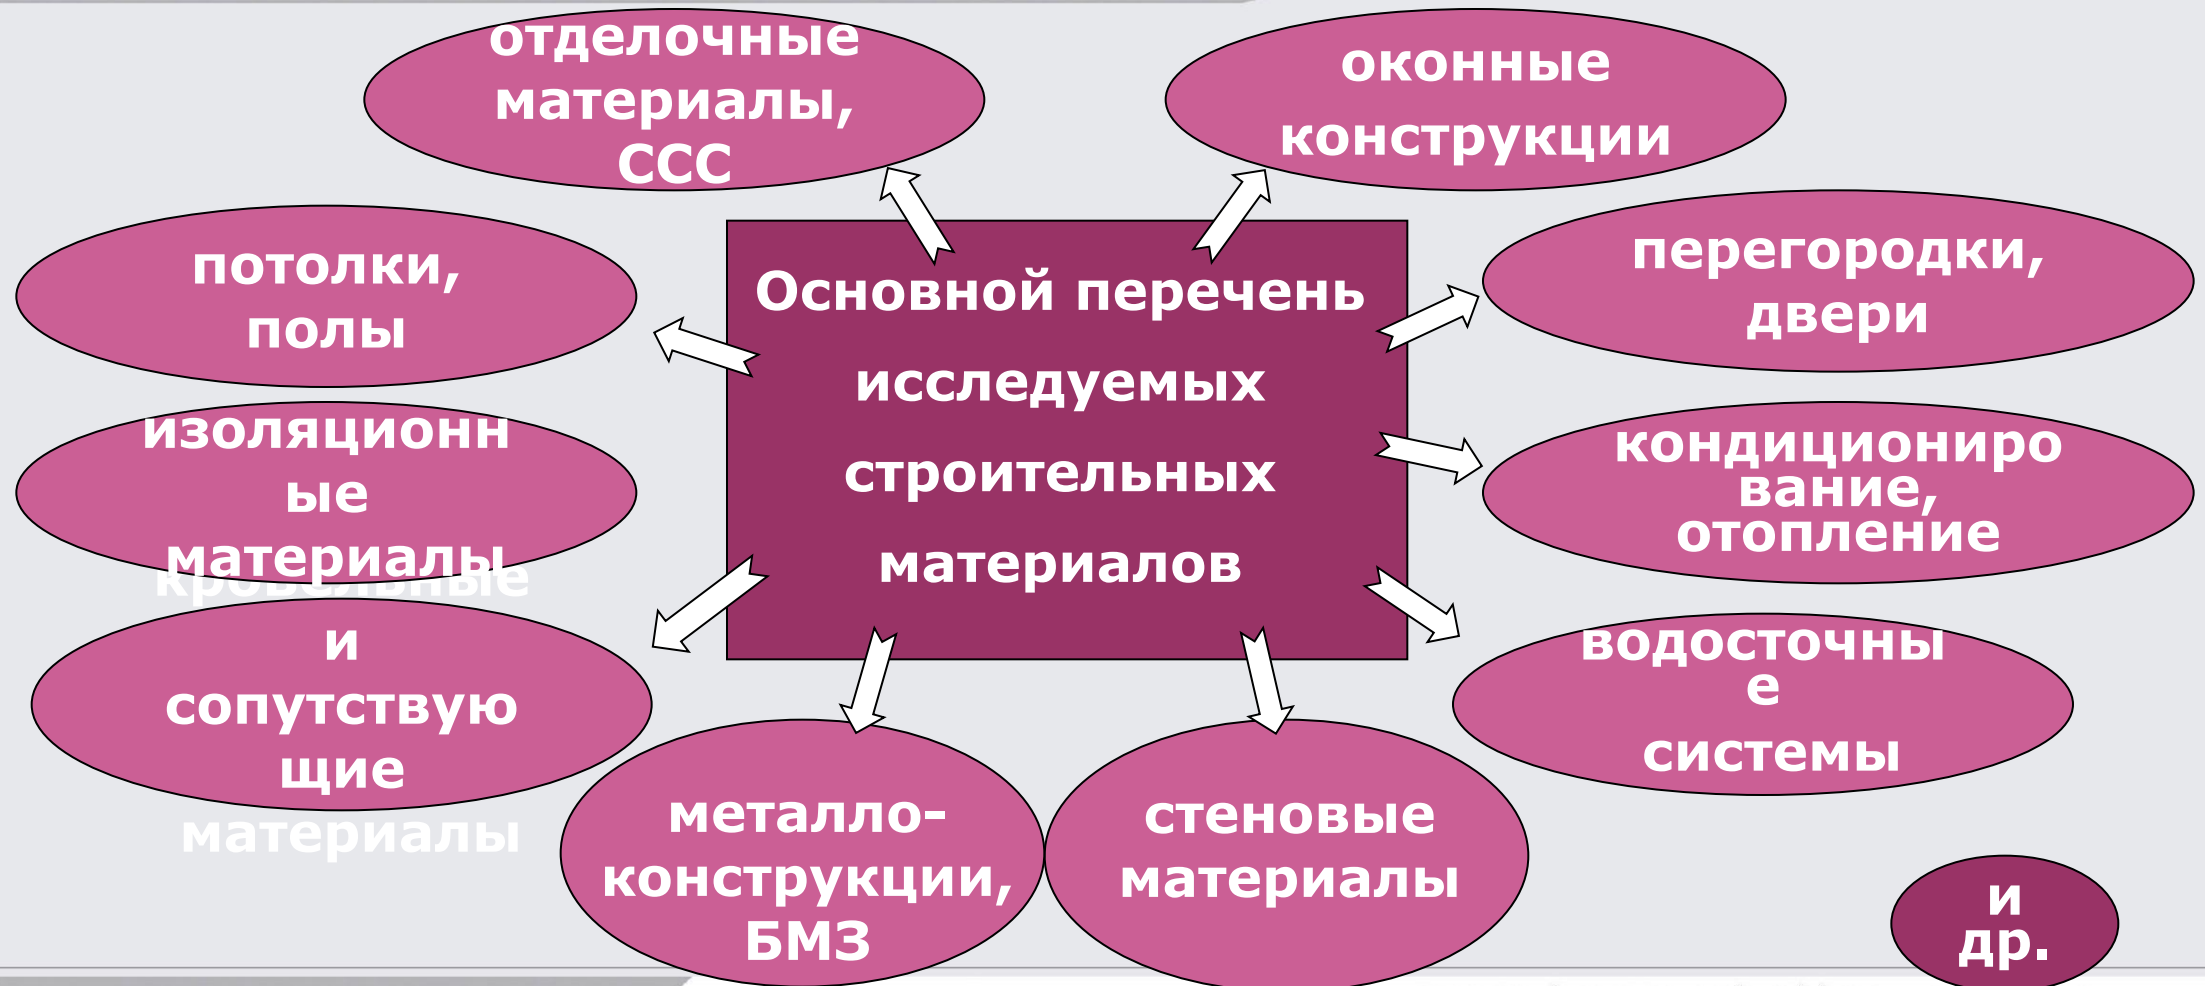 отделочные
материалы,
ССС
оконные
конструкции
потолки,
полы
перегородки,
двери
Основной перечень
исследуемых
строительных
материалов
изоляционн
ые
материалы
кондициониро
вание,
отопление
кровельные
и
сопутствую
щие
материалы
водосточны
е
системы
металло-
конструкции,
БМЗ
стеновые
материалы
и
др.